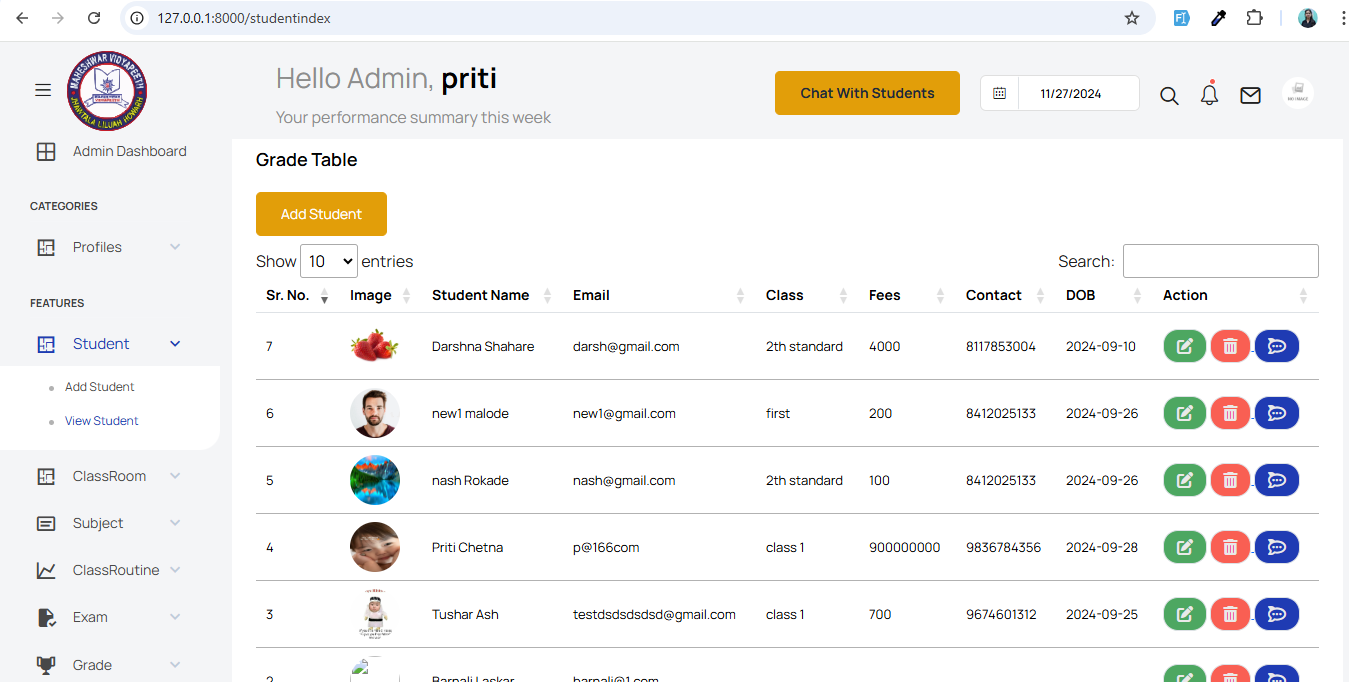 127.0.0.1:8000/studentindex
MAHESHWAR VIDYAPEETH
LILUAH HOWRAH
Hello Admin, priti
Your performance summary this week
Chat With Students
11/27/2024
NO IMAGE
Admin Dashboard
CATEGORIES
Profiles
FEATURES
Student
Add Student
View Student
ClassRoom
Subject
ClassRoutine
Exam
Grade
Grade Table
Add Student
Show 10 entries
Search:
Sr. No. Image Student Name Email Class Fees Contact DOB Action
7 Darshna Shahare darsh@gmail.com 2th standard 4000 8117853004 2024-09-10
6 new1 malode new1@gmail.com first 200 8412025133 2024-09-26
5 nash Rokade nash@gmail.com 2th standard 100 8412025133 2024-09-26
4 Priti Chetna p@166com class 1 900000000 9836784356 2024-09-28
3 Tushar Ash testdsdsdsdsd@gmail.com class 1 700 9674601312 2024-09-25
2 Barnali Laskar barnali@1.com